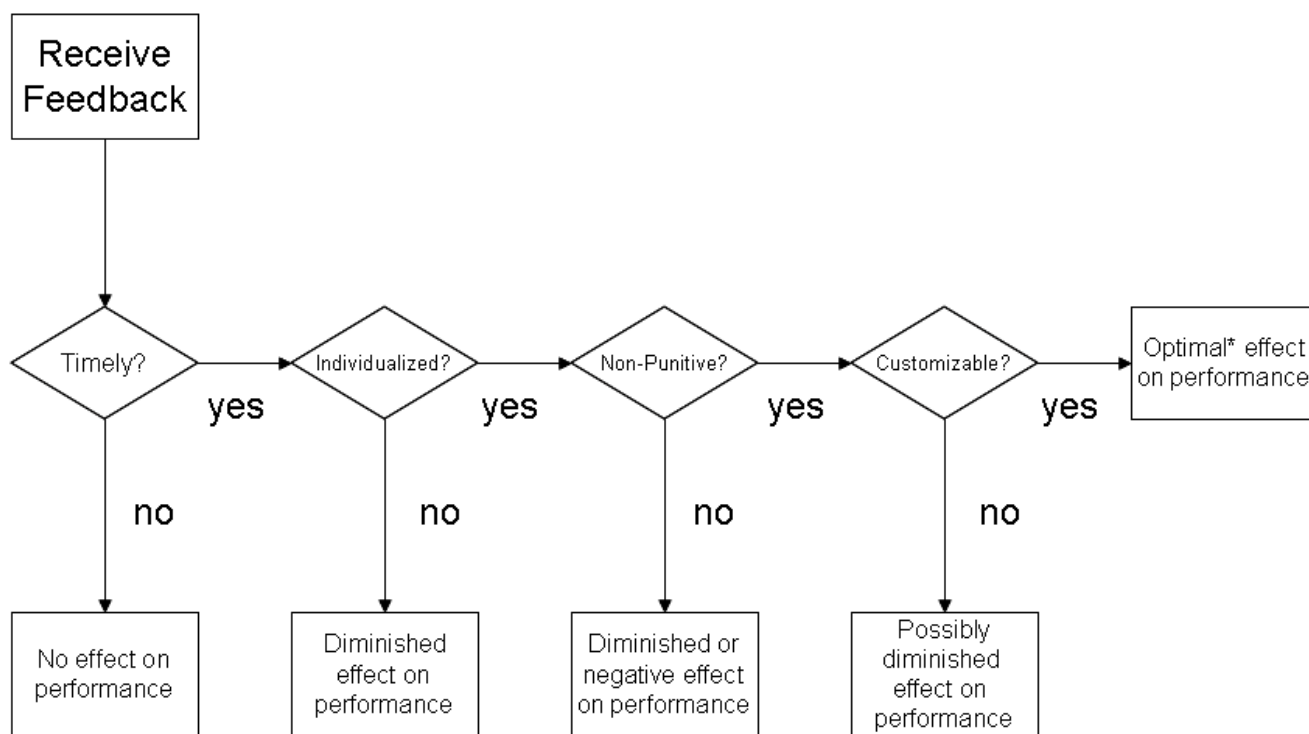 Receive
Feedback
Timely?
Individualized?
Non-Punitive?
Customizable?
Optimal* effect
on performance
yes
yes
yes
yes
no
no
no
no
No effect on
performance
Diminished
effect on
performance
Diminished or
negative effect
on performance
Possibly
diminished
effect on
performance